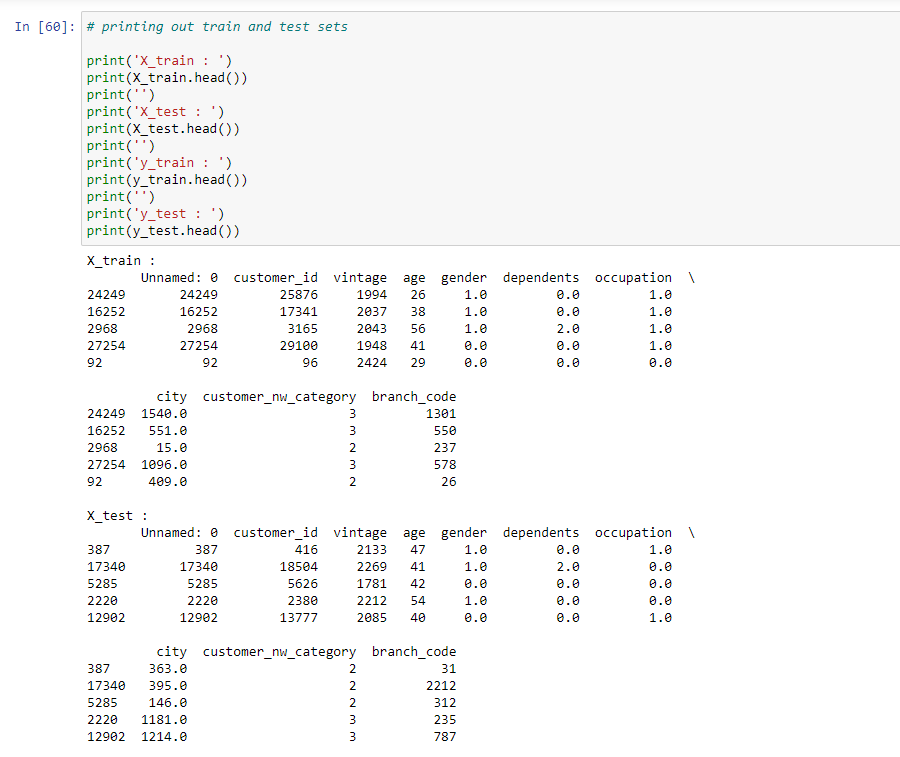 In [60]: # printing out train and test sets
print('X_train : ')
print(X_train.head())
print('')
print('X_test : ')
print(X_test.head())
print('')
print('y_train : ')
print(y_train.head())
print('')
print('y_test : ')
print(y_test.head())
X_train :
Unnamed: 0 customer_id vintage age gender dependents occupation \
24249 24249 25876 1994 26 1.0 0.0 1.0
16252 16252 17341 2037 38 1.0 0.0 1.0
2968 2968 3165 2043 56 1.0 2.0 1.0
27254 27254 29100 1948 41 0.0 0.0 1.0
92 92 96 2424 29 0.0 0.0 0.0
city customer_nw_category branch_code
24249 1540.0 3 1301
16252 551.0 3 550
2968 15.0 2 237
27254 1096.0 3 578
92 409.0 2 26
X_test :
Unnamed: 0 customer_id vintage age gender dependents occupation \
387 387 416 2133 47 1.0 0.0 1.0
17340 17340 18504 2269 41 1.0 2.0 0.0
5285 5285 5626 1781 42 0.0 0.0 0.0
2220 2220 2380 2212 54 1.0 0.0 0.0
12902 12902 13777 2085 40 0.0 0.0 1.0
city customer_nw_category branch_code
387 363.0 2 31
17340 395.0 2 2212
5285 146.0 2 312
2220 1181.0 3 235
12902 1214.0 3 787